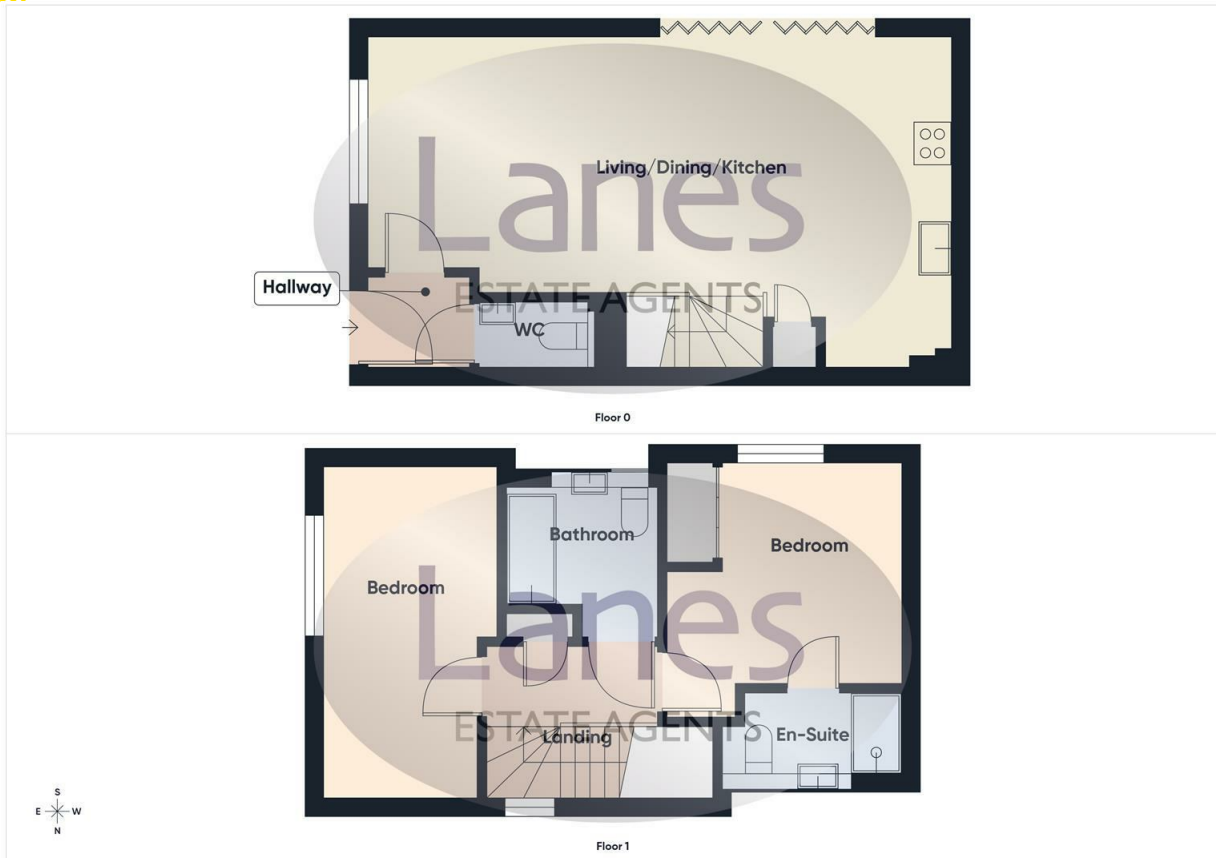 Living/Dining/Kitchen
Lanes
Hallway
ESTATE AGENTS
WC
Floor 0
Bathroom
Bedroom
Bedroom
Lanes
ESTATE AGENTS
Landing
En-Suite
S
E W
N
Floor 1